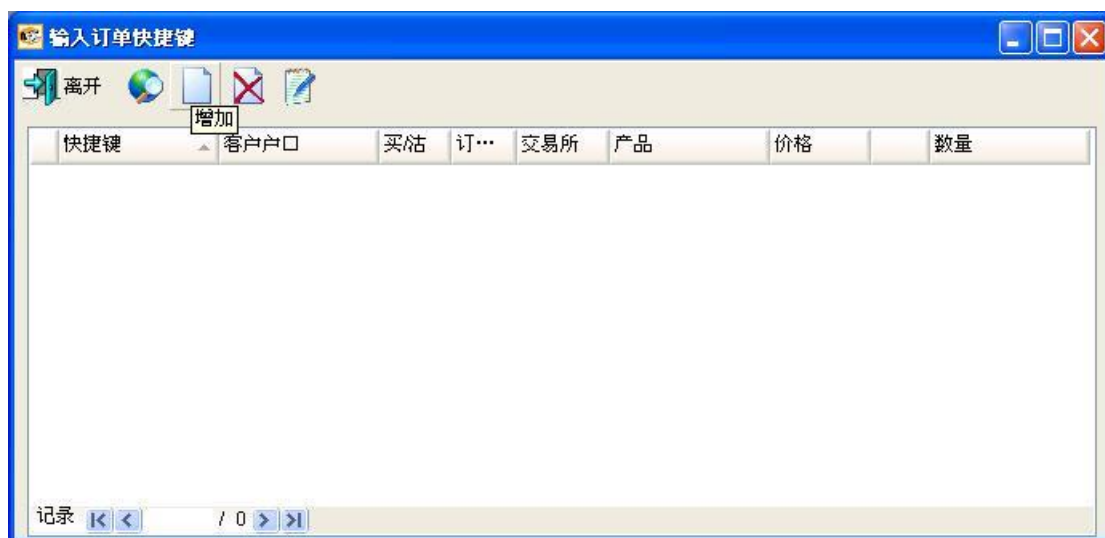 输入订单快捷键
离开
增加
快捷键 客户户口 买/沽 订… 交易所 产品 价格 数量
记录 / 0